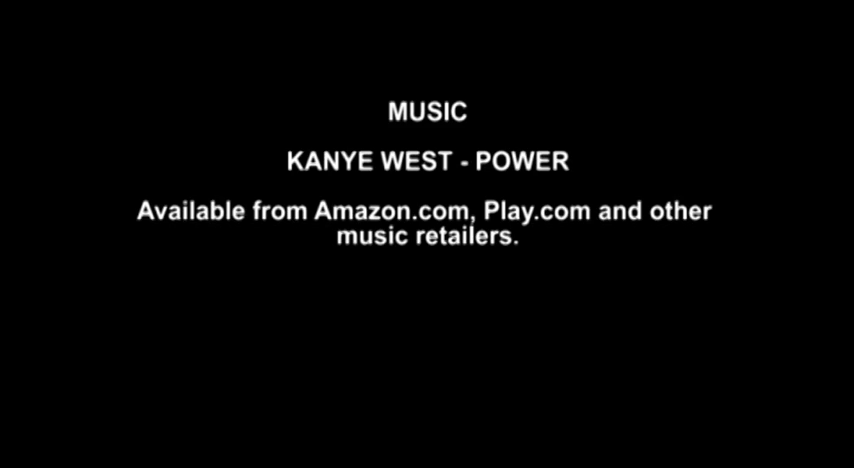 MUSIC
KANYE WEST - POWER
Available from Amazon.com, Play.com and other
music retailers.